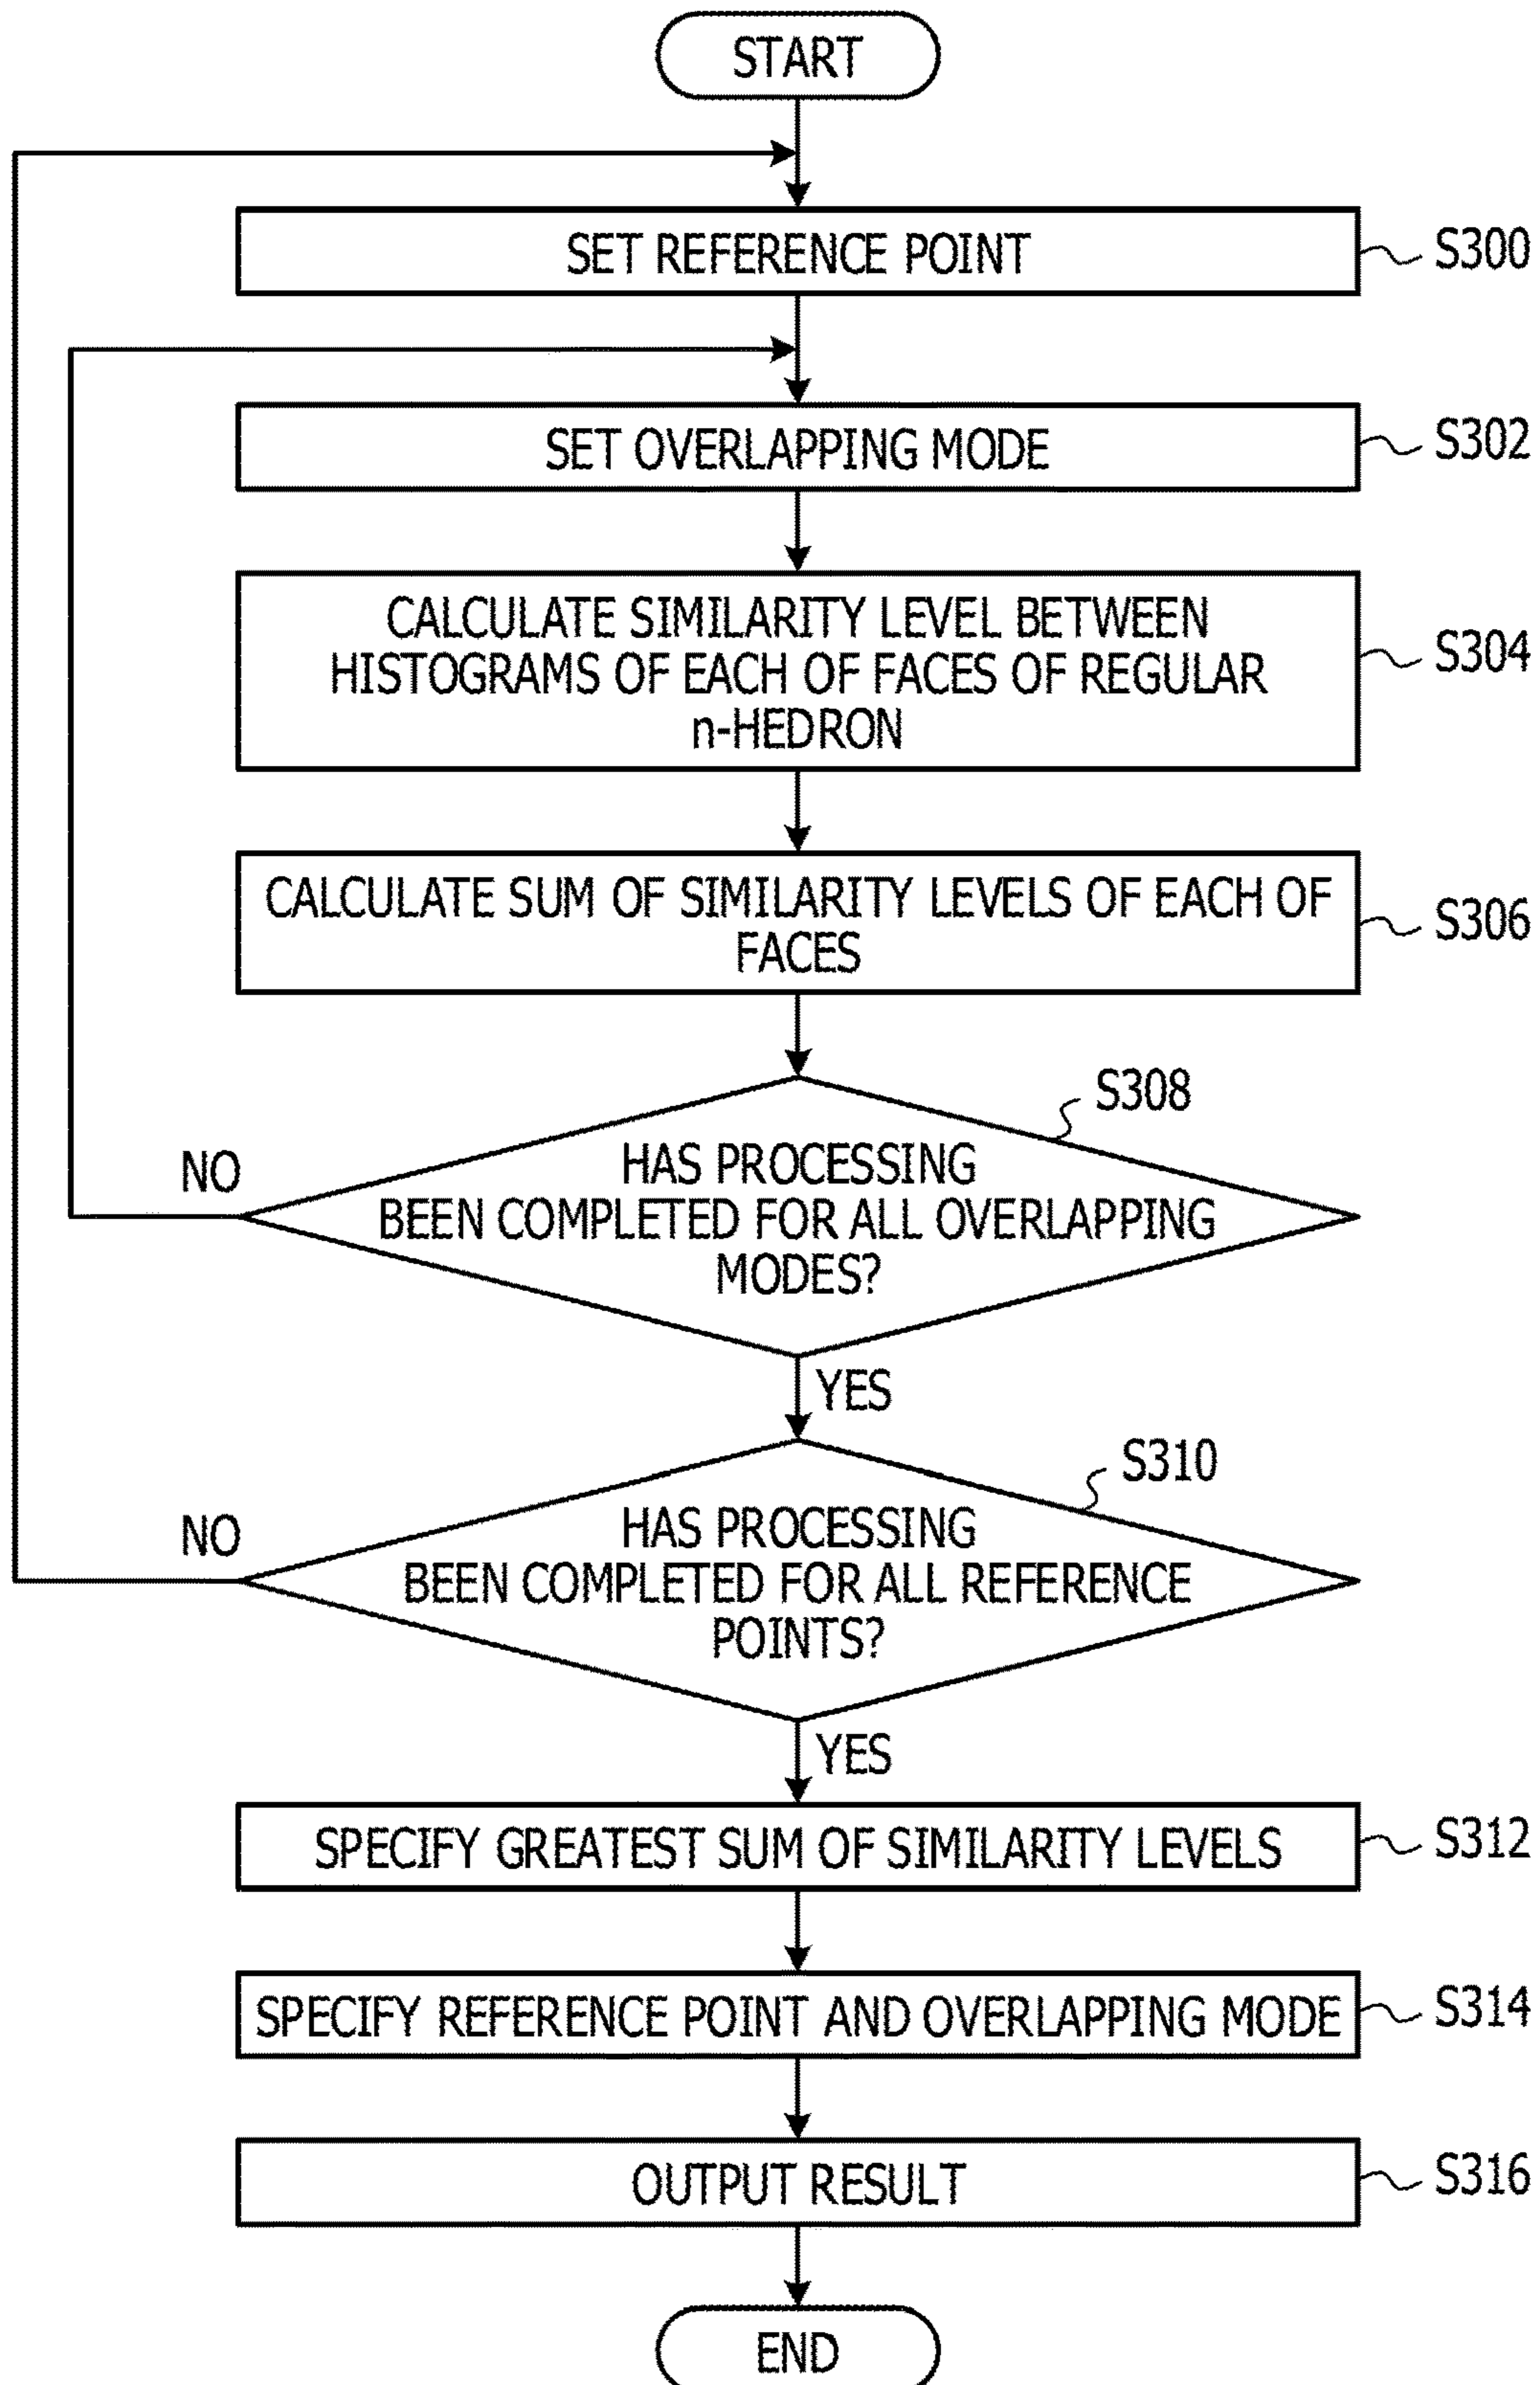 START
SET REFERENCE POINT
S300
SET OVERLAPPING MODE
S302
CALCULATE SIMILARITY LEVEL BETWEEN
HISTOGRAMS OF EACH OF FACES OF REGULAR
n-HEDRON
S304
CALCULATE SUM OF SIMILARITY LEVELS OF EACH OF
FACES
S306
S308
HAS PROCESSING
BEEN COMPLETED FOR ALL OVERLAPPING
MODES?
NO
YES
S310
HAS PROCESSING
BEEN COMPLETED FOR ALL REFERENCE
POINTS?
NO
YES
SPECIFY GREATEST SUM OF SIMILARITY LEVELS
S312
SPECIFY REFERENCE POINT AND OVERLAPPING MODE
S314
OUTPUT RESULT
S316
END